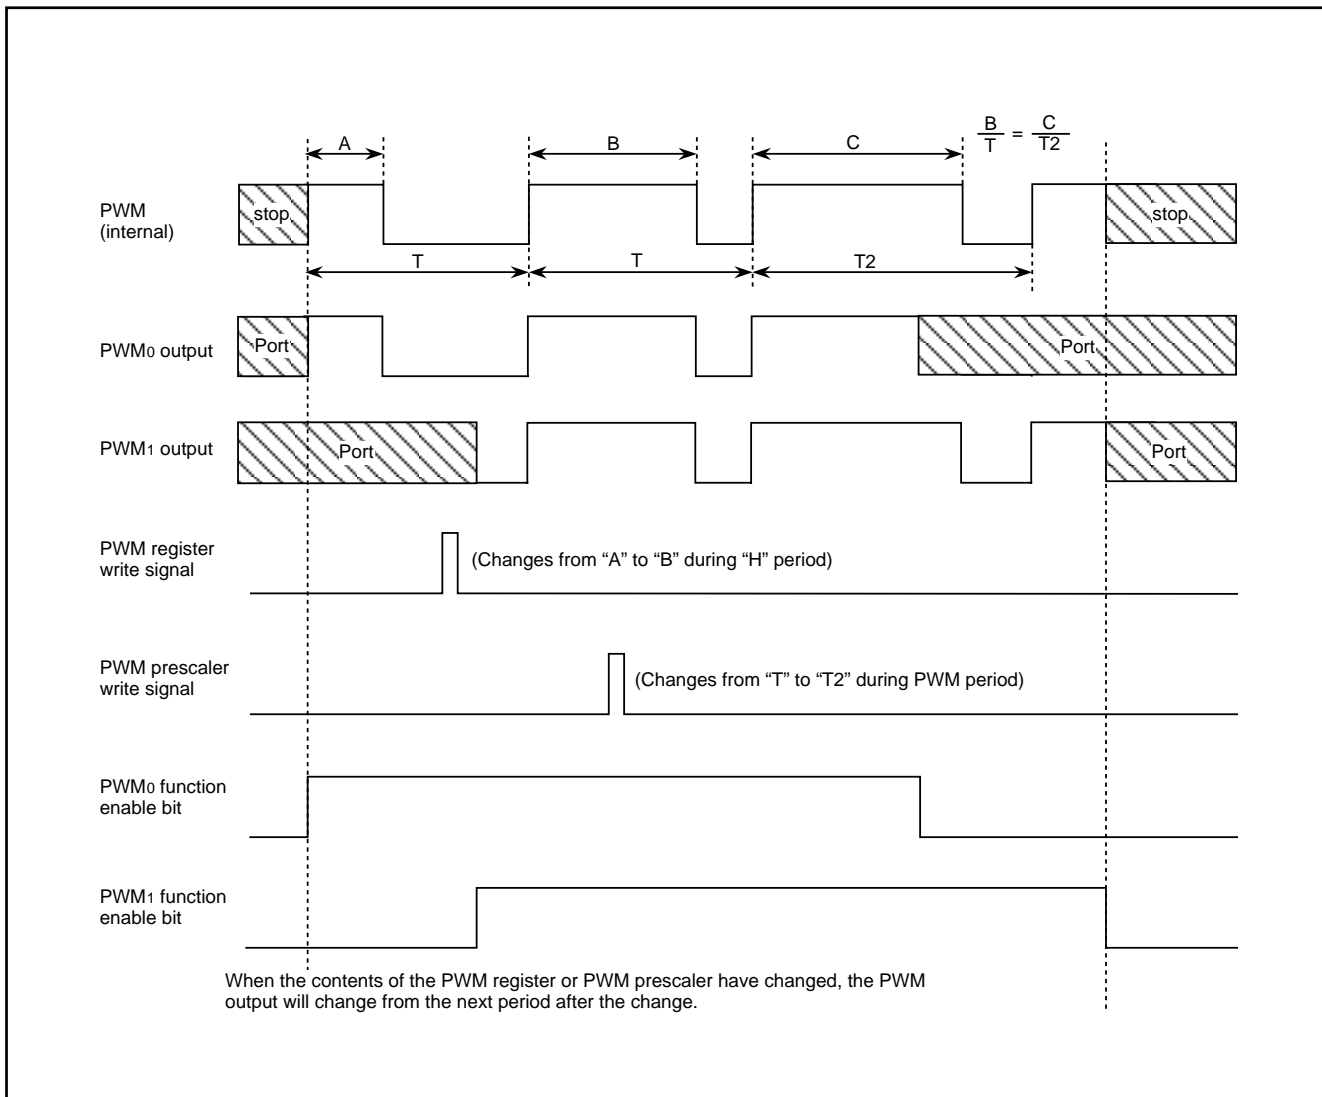 A
B
C
B
T
=
C
T2
PWM
(internal)
stop
stop
T
T
T2
PWM0 output
Port
Port
PWM1 output
Port
Port
PWM register
write signal
(Changes from “A” to “B” during “H” period)
PWM prescaler
write signal
(Changes from “T” to “T2” during PWM period)
PWM0 function
enable bit
PWM1 function
enable bit
When the contents of the PWM register or PWM prescaler have changed, the PWM
output will change from the next period after the change.